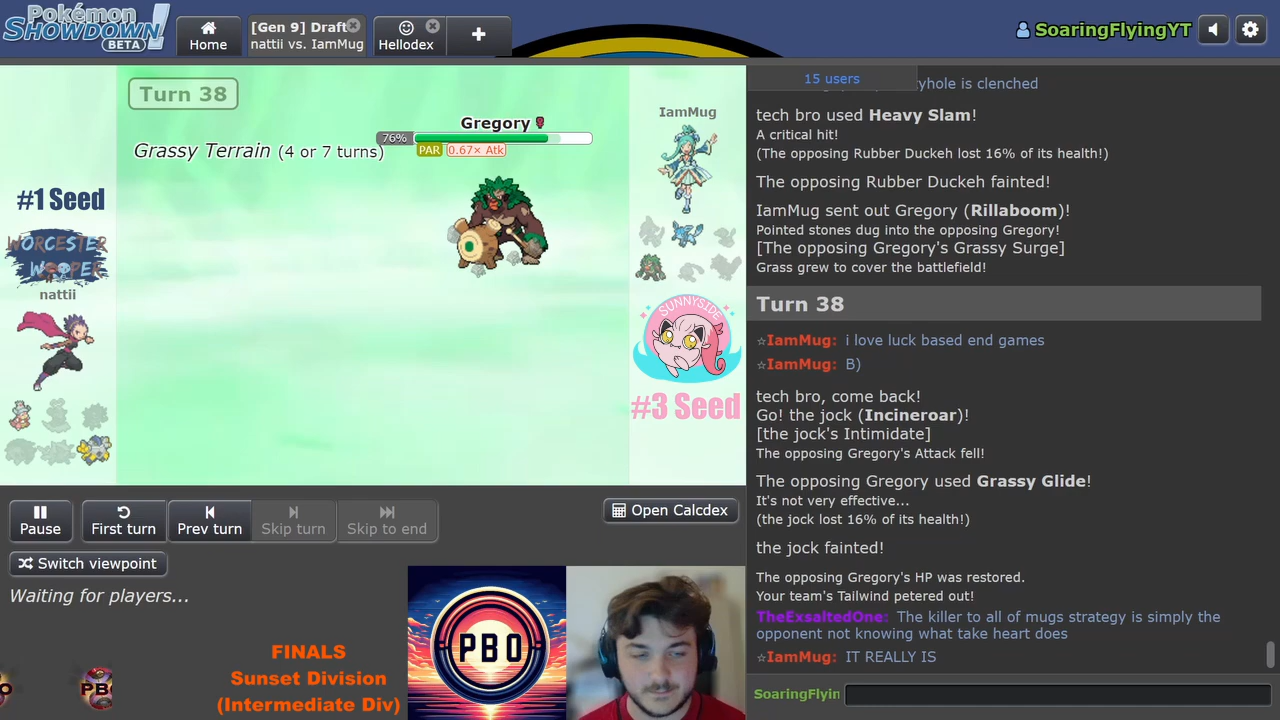 Pokémon
SHOWDOWN!
BETA
Home
[Gen 9] Draft
nattii vs. IamMug
Hellodex
SoaringFlyingYT
Turn 38
Grassy Terrain (4 or 7 turns)
Gregory
76%
PAR 0.67× Atk
#1 Seed
WORCESTER
WOOPER
nattii
IamMug
SUNNYSIDE
#3 Seed
15 users
yhole is clenched
tech bro used Heavy Slam!
A critical hit!
(The opposing Rubber Duckeh lost 16% of its health!)
The opposing Rubber Duckeh fainted!
IamMug sent out Gregory (Rillaboom)!
Pointed stones dug into the opposing Gregory!
[The opposing Gregory's Grassy Surge]
Grass grew to cover the battlefield!
Turn 38
☆IamMug: i love luck based end games
☆IamMug: B)
tech bro, come back!
Go! the jock (Incineroar)!
[the jock's Intimidate]
The opposing Gregory's Attack fell!
The opposing Gregory used Grassy Glide!
It's not very effective...
(the jock lost 16% of its health!)
the jock fainted!
The opposing Gregory's HP was restored.
Your team's Tailwind petered out!
TheExsaltedOne: The killer to all of mugs strategy is simply the
opponent not knowing what take heart does
☆IamMug: IT REALLY IS
SoaringFlyin
Pause
First turn
Prev turn
Skip turn
Skip to end
Open Calcdex
Switch viewpoint
Waiting for players...
FINALS
Sunset Division
(Intermediate Div)
PBO